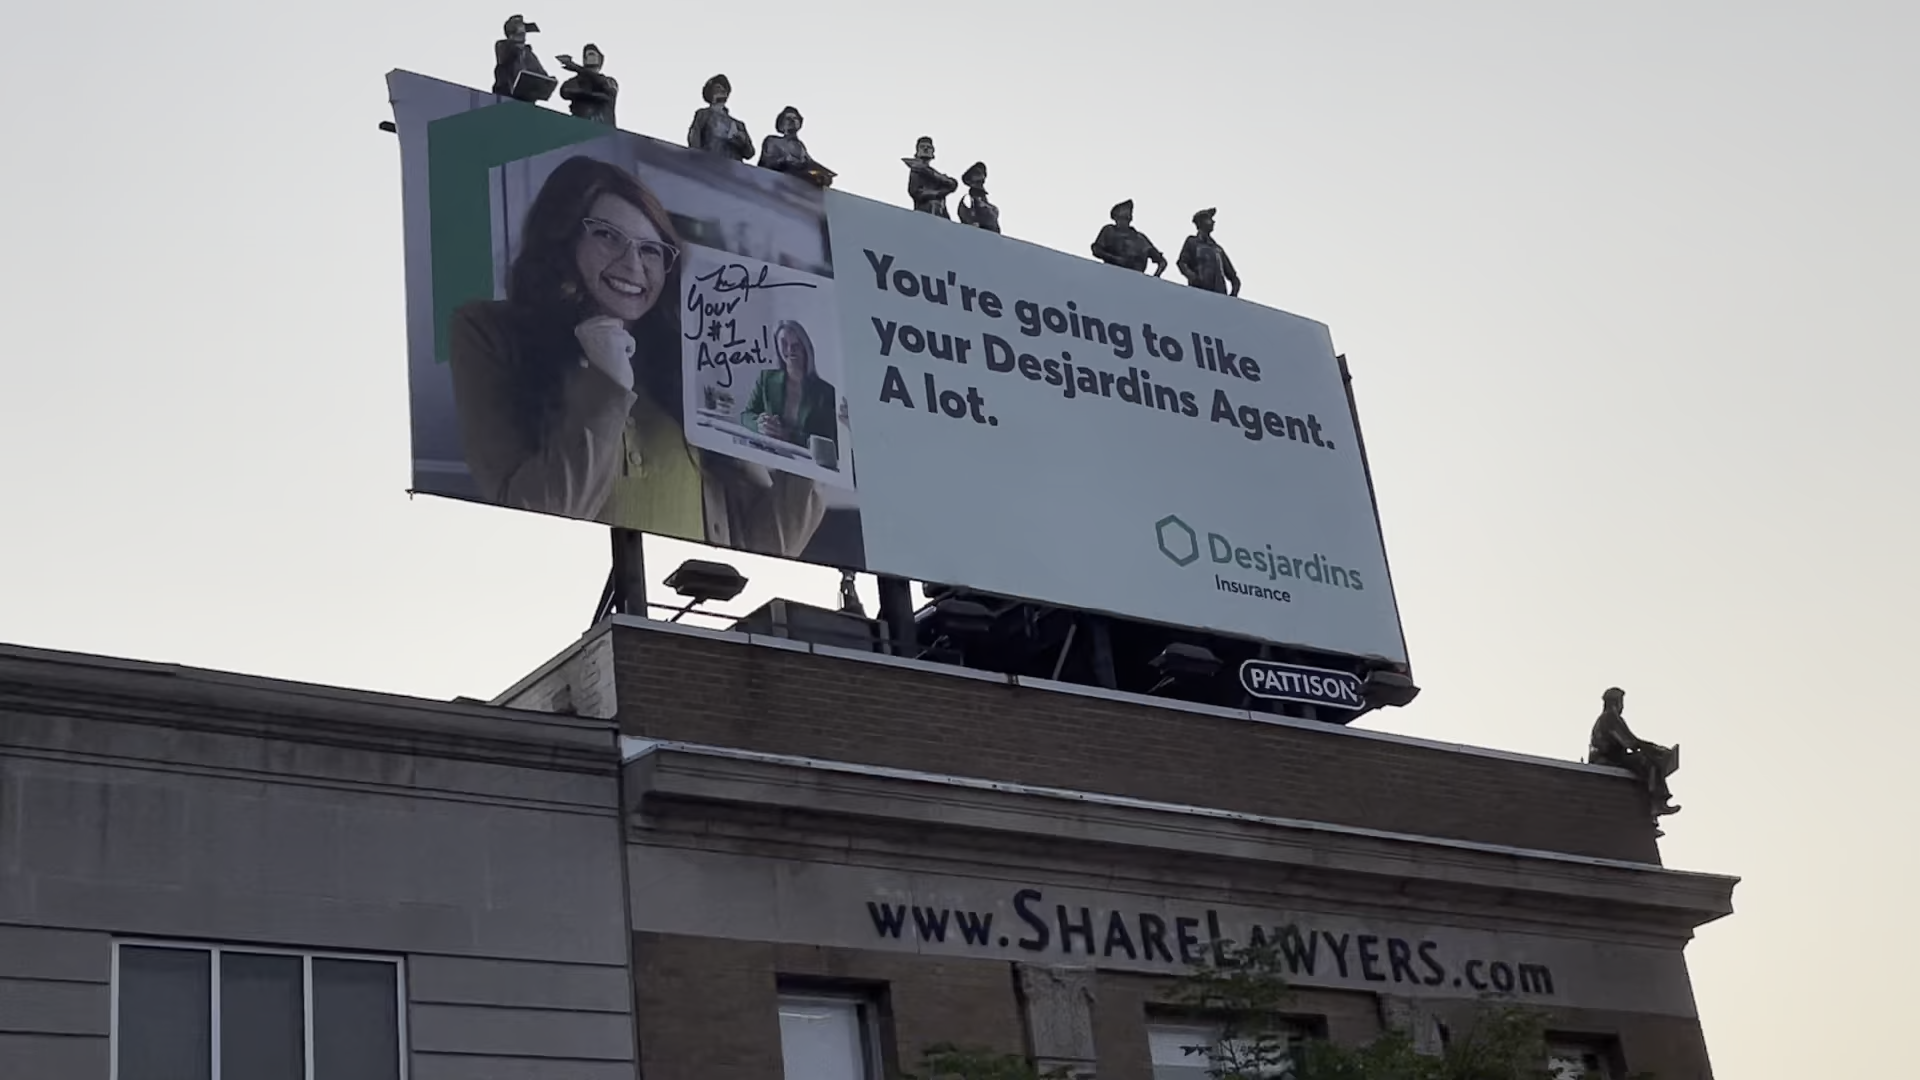 Your
#1
Agent!
You're going to like
your Desjardins Agent.
A lot.
Desjardins
Insurance
PATTISON
www.SHARELAWYERS.com